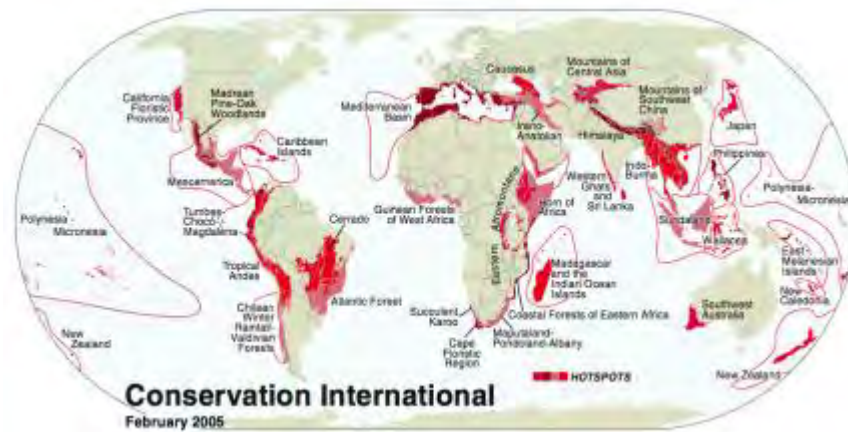 California
Floristic
Province
Madrean
Pine-Oak
Woodlands
Caribbean
Islands
Mesoamerica
Polynesia
Micronesia
Tumbes-
Choco-
Magdalena
Tropical
Andes
Chilean
Winter
Rainfall-
Valdivian
Forests
New
Zealand
Cerrado
Atlantic Forest
Mediterranean
Basin
Caucasus
Irano-
Anatolian
Mountains of
Central Asia
Mountains of
Southwest
China
Himalaya
Japan
Indo-
Burma
Philippines
Western
Ghats
and
Sri Lanka
Guinean Forests
of West Africa
Eastern Afromontane
Horn of
Africa
Sundaland
Wallacea
Polynesia-
Micronesia
East-
Melanesian
Islands
New-
Caledonia
Madagascar
and the
Indian Ocean
Islands
Succulent
Karoo
Cape
Floristic
Region
Maputaland-
Pondoland-Albany
Coastal Forests of Eastern Africa
Southwest
Australia
New Zealand
HOTSPOTS
Conservation International
February 2005